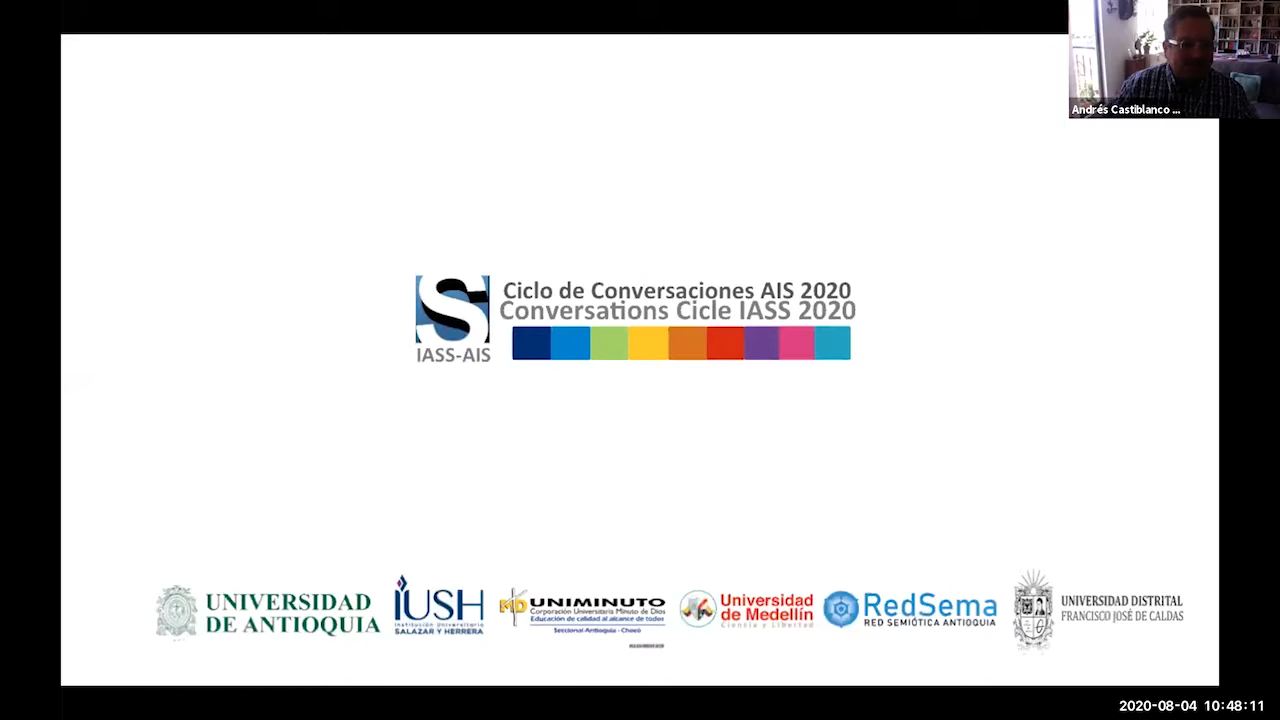 Andrés Castiblanco ...
Ciclo de Conversaciones AIS 2020
Conversations Cicle IASS 2020
S
IASS-AIS
UNIVERSIDAD
DE ANTIOQUIA
IUSH
Institución Universitaria
SALAZAR Y HERRERA
MD UNIMINUTO
Corporación Universitaria Minuto de Dios
Educación de calidad al alcance de todos
Seccional Antioquia - Chocó
Universidad
de Medellín
Ciencia y Libertad
RedSema
RED SEMIÓTICA ANTIOQUIA
UNIVERSIDAD DISTRITAL
FRANCISCO JOSÉ DE CALDAS
2020-08-04 10:48:11